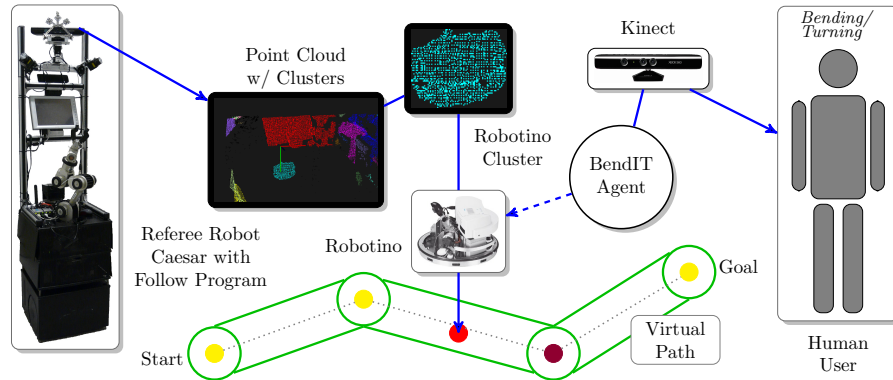 Point Cloud
w/ Clusters
Kinect
Bending/
Turning
Robotino
Cluster
BendIT
Agent
Referee Robot
Caesar with
Follow Program
Robotino
Goal
Start
Virtual
Path
Human
User